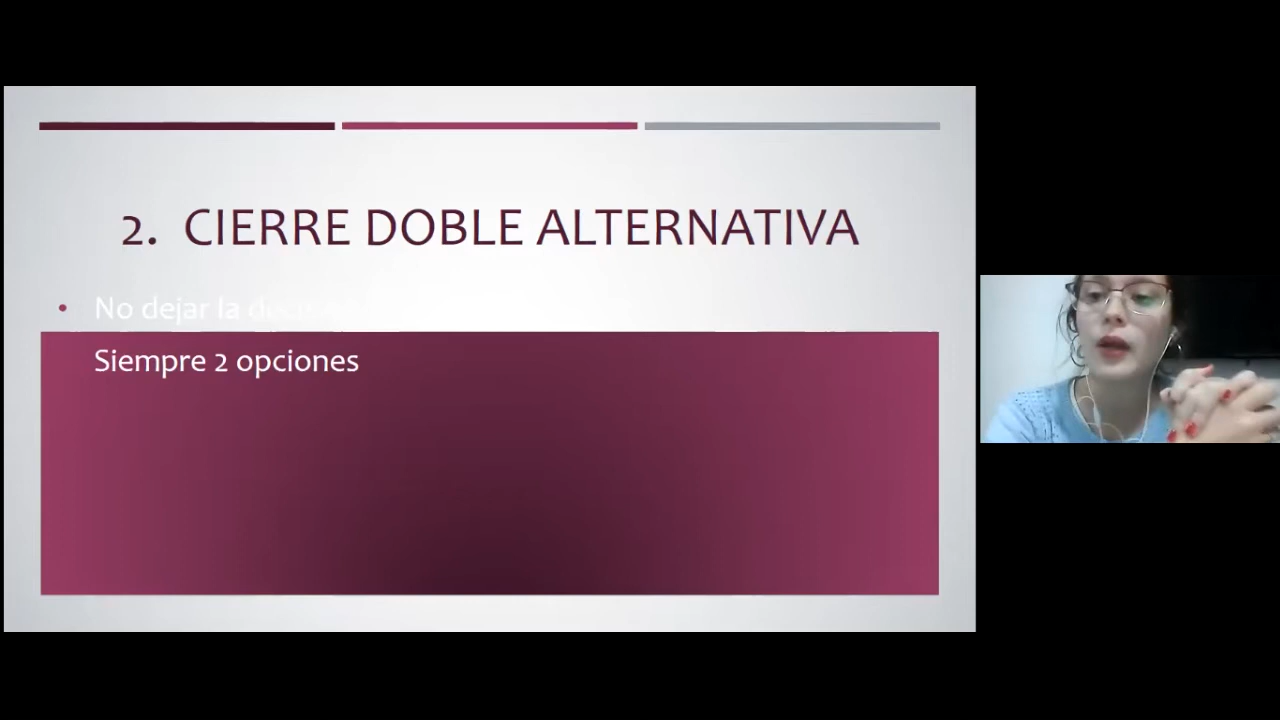 2. CIERRE DOBLE ALTERNATIVA
• No dejar la
Siempre 2 opciones